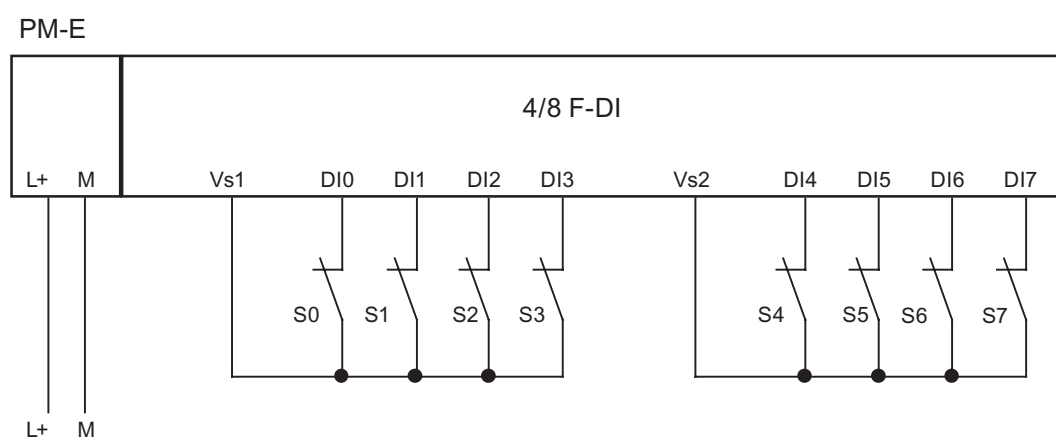 PM-E
4/8 F-DI
L+ M Vs1 DI0 DI1 DI2 DI3 Vs2 DI4 DI5 DI6 DI7
S0 S1 S2 S3 S4 S5 S6 S7
L+ M